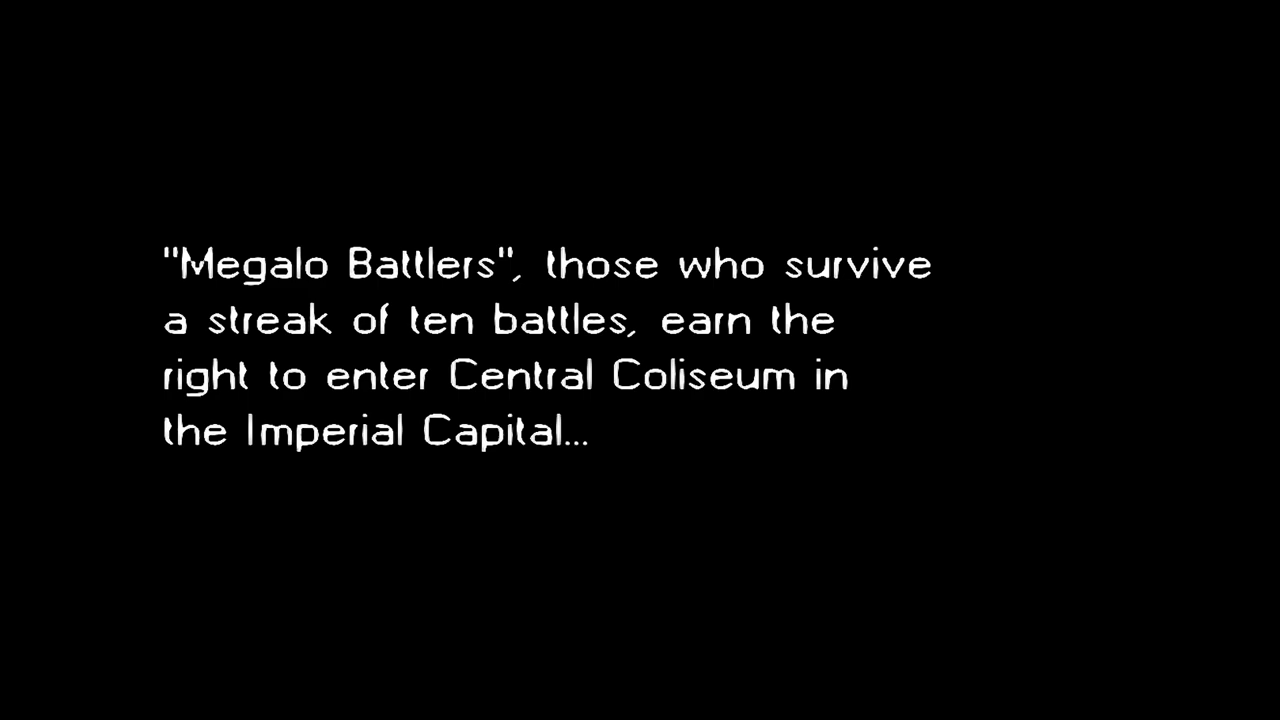 "Megalo Battlers", those who survive
a streak of ten battles, earn the
right to enter Central Coliseum in
the Imperial Capital...